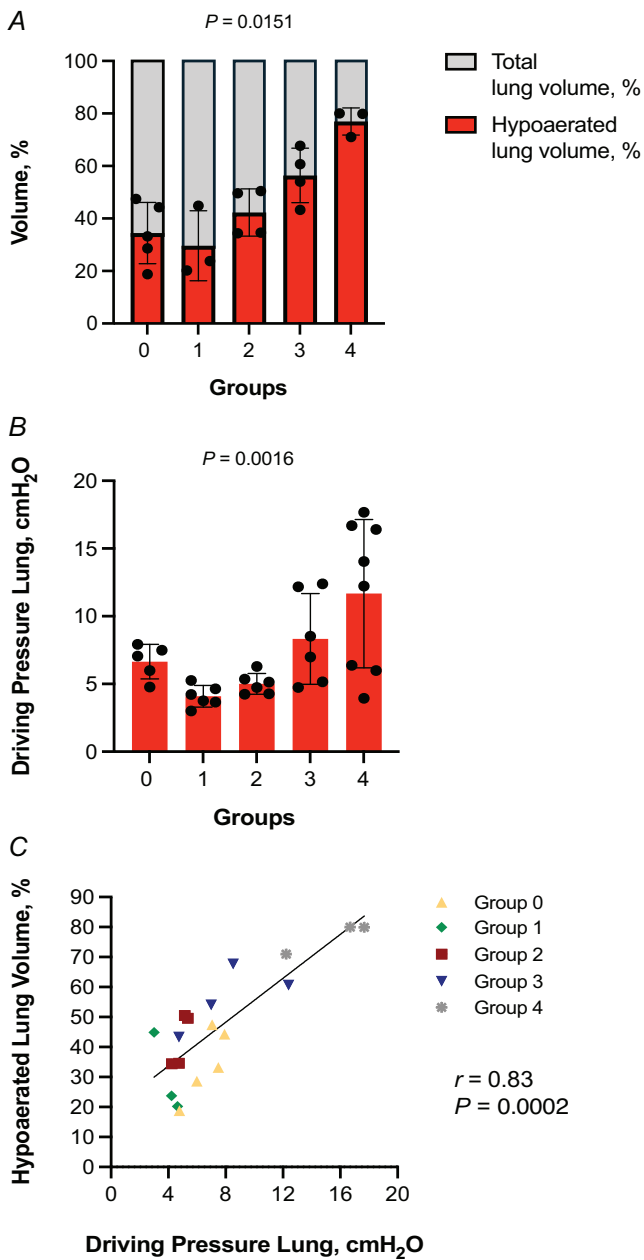 A
P = 0.0151
Total
lung volume, %
Hypoaerated
lung volume, %
Volume, %
100
80
60
40
20
0
0 1 2 3 4
Groups
B
P = 0.0016
Driving Pressure Lung, cmH₂O
20
15
10
5
0
0 1 2 3 4
Groups
C
Hypoaerated Lung Volume, %
90
80
70
60
50
40
30
20
10
0
0 4 8 12 16 20
Driving Pressure Lung, cmH₂O
Group 0
Group 1
Group 2
Group 3
Group 4
r = 0.83
P = 0.0002